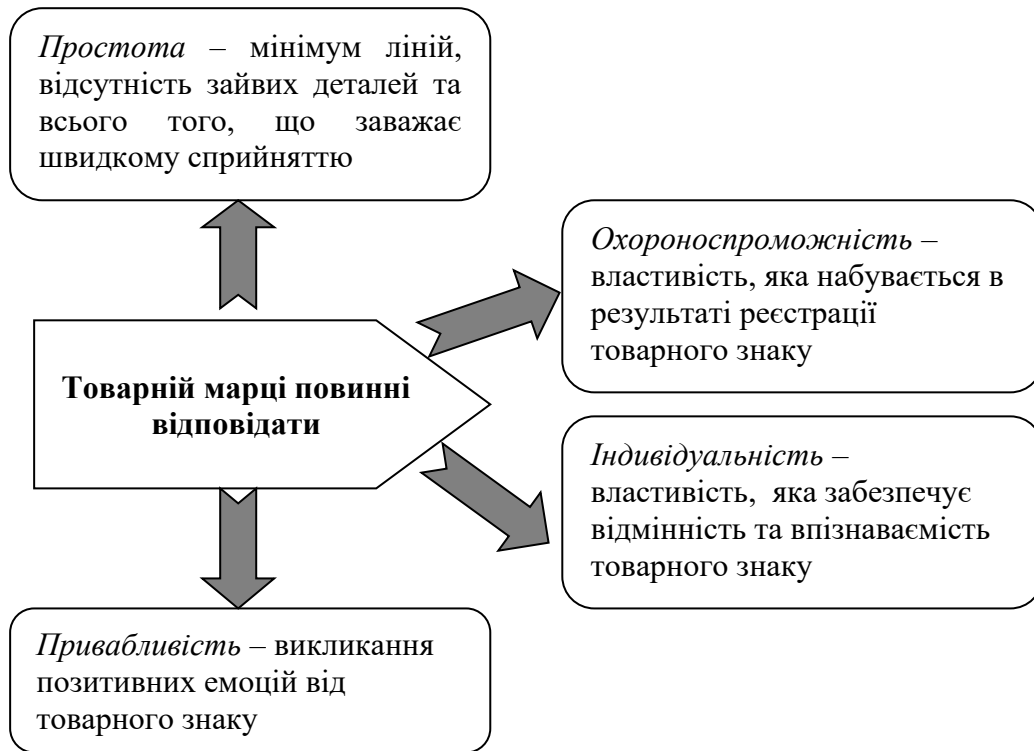 Простота – мінімум ліній,
відсутність зайвих деталей та
всього того, що заважає
швидкому сприйняттю
Охороноспроможність –
властивість, яка набувається в
результаті реєстрації
товарного знаку
Товарній марці повинні
відповідати
Індивідуальність –
властивість, яка забезпечує
відмінність та впізнаваємість
товарного знаку
Привабливість – викликання
позитивних емоцій від
товарного знаку